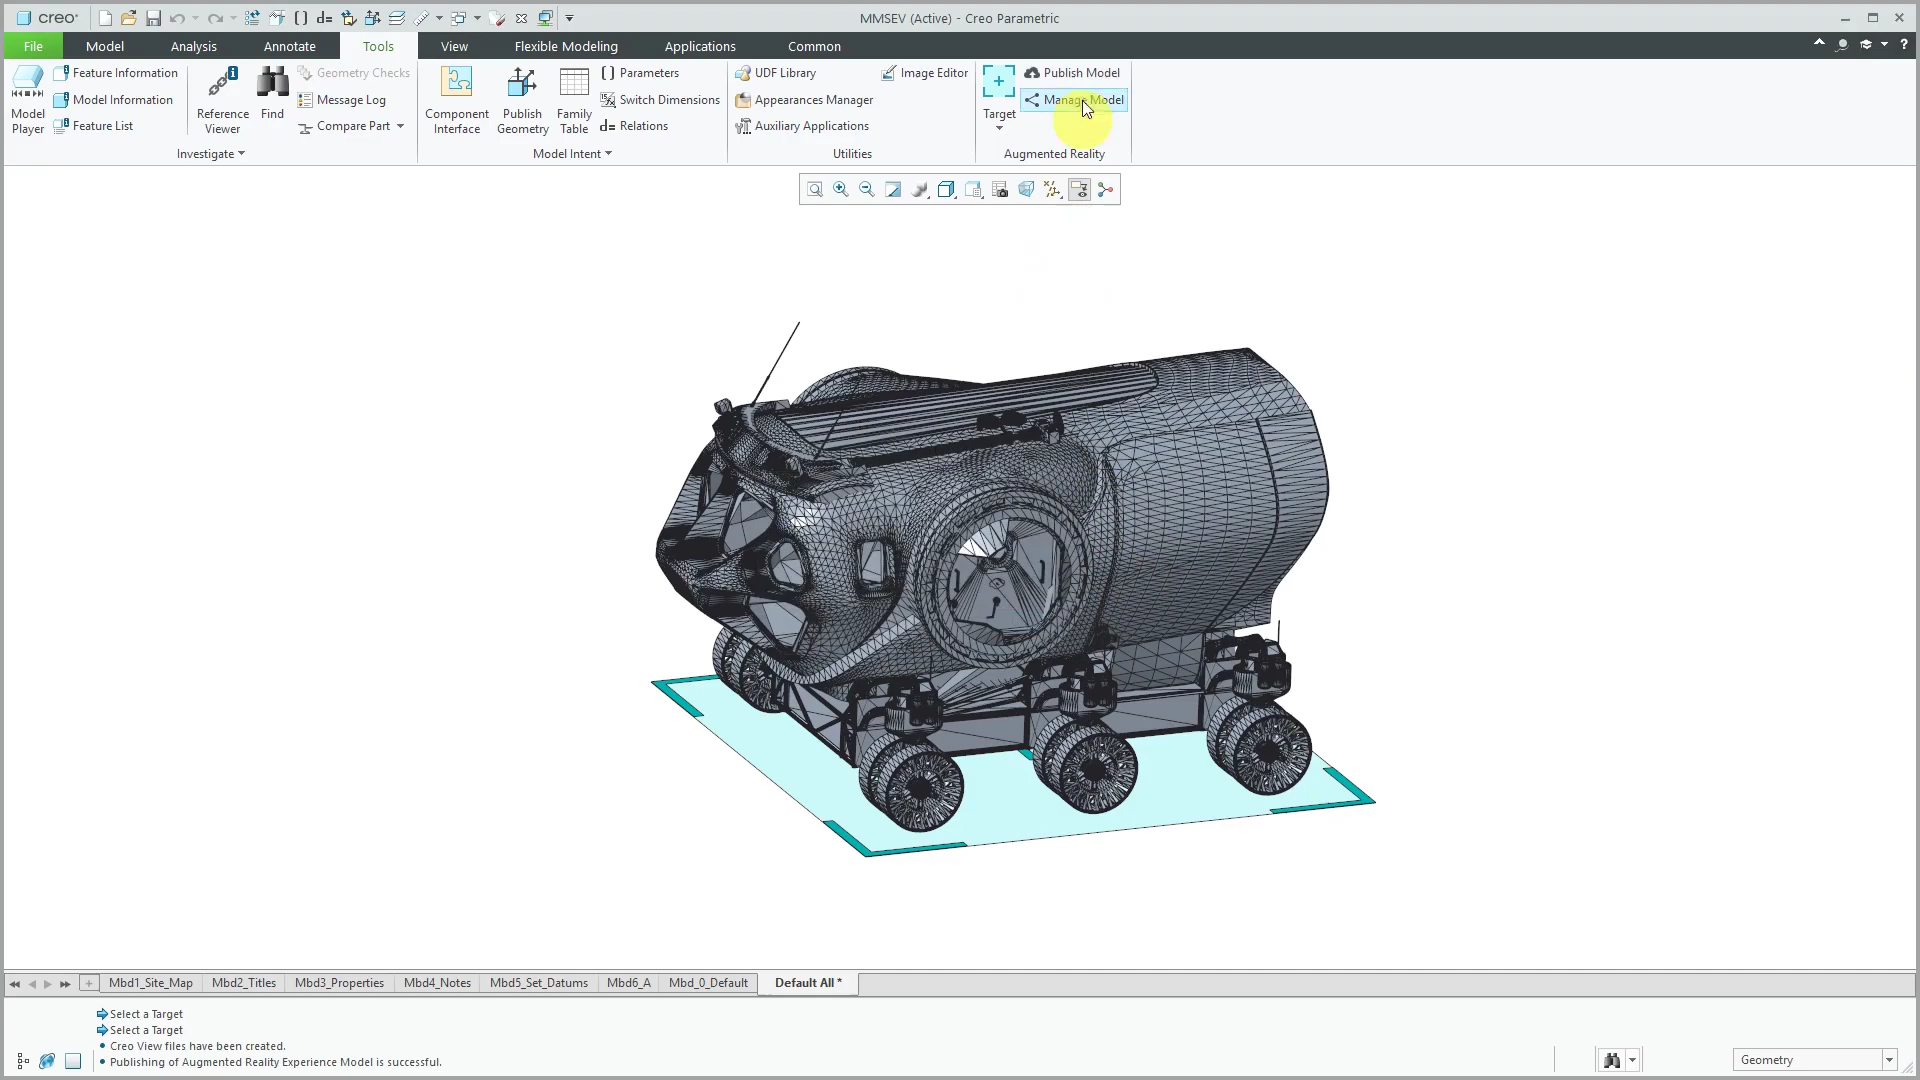 creo
MMSEV (Active) - Creo Parametric
File Model Analysis Annotate Tools View Flexible Modeling Applications Common
Model Player
Feature Information
Model Information
Feature List
Reference Viewer
Find
Geometry Checks
Message Log
Compare Part
Investigate
Component Interface
Publish Geometry
Family Table
Parameters
Switch Dimensions
Relations
Model Intent
UDF Library
Appearances Manager
Auxiliary Applications
Image Editor
Utilities
Target
Publish Model
Manage Model
Augmented Reality
Mbd1_Site_Map Mbd2_Titles Mbd3_Properties Mbd4_Notes Mbd5_Set_Datums Mbd6_A Mbd_0_Default Default All *
Select a Target
Select a Target
• Creo View files have been created.
• Publishing of Augmented Reality Experience Model is successful.
Geometry